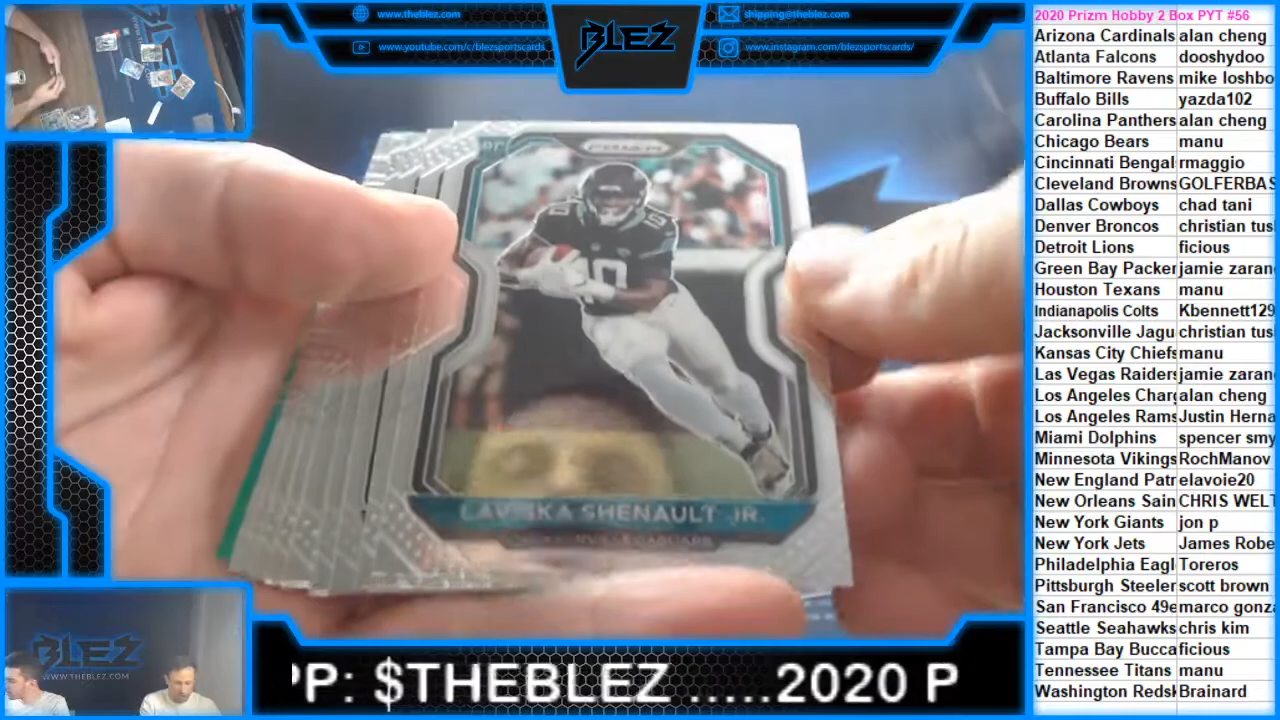 www.theblez.com
www.youtube.com/c/blezsportscards
BLEZ
shipping@theblez.com
www.instagram.com/blezsportscards/
2020 Prizm Hobby 2 Box PYT #56
Arizona Cardinals alan cheng
Atlanta Falcons dooshydoo
Baltimore Ravens mike loshbo
Buffalo Bills yazda102
Carolina Panthers alan cheng
Chicago Bears manu
Cincinnati Bengal rmaggio
Cleveland Browns GOLFERBAS
Dallas Cowboys chad tani
Denver Broncos christian tus
Detroit Lions ficious
Green Bay Packer jamie zaran
Houston Texans manu
Indianapolis Colts Kbennett129
Jacksonville Jagu christian tus
Kansas City Chiefs manu
Las Vegas Raiders jamie zaran
Los Angeles Charg alan cheng
Los Angeles Rams Justin Herna
Miami Dolphins spencer smy
Minnesota Vikings RochManov
New England Patr elavoie20
New Orleans Sain CHRIS WELT
New York Giants jon p
New York Jets James Robe
Philadelphia Eagl Toreros
Pittsburgh Steeler scott brown
San Francisco 49e marco gonza
Seattle Seahawks chris kim
Tampa Bay Bucca ficious
Tennessee Titans manu
Washington Redsk Brainard
PRIZM
10
10
LAVISKA SHENAULT JR.
BLEZ
WWW.THEBLEZ.COM
PP: $THEBLEZ .....2020 P